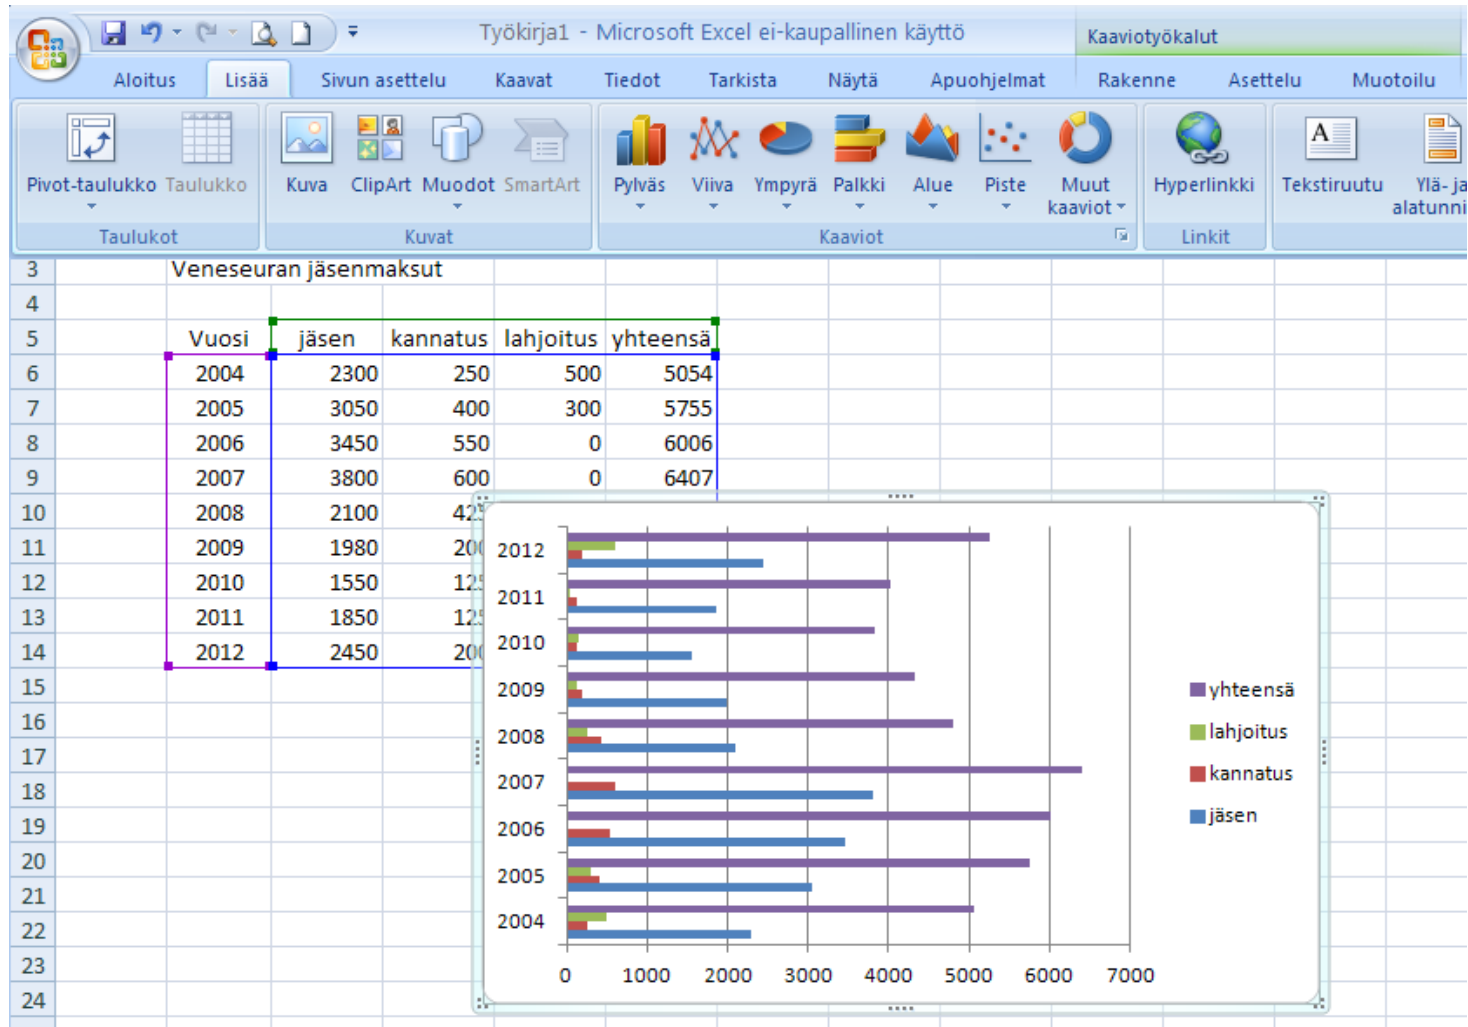 Työkirja1 - Microsoft Excel ei-kaupallinen käyttö
Kaaviotyökalut
Aloitus Lisää Sivun asettelu Kaavat Tiedot Tarkista Näytä Apuohjelmat Rakenne Asettelu Muotoilu
Pivot-taulukko Taulukko Kuva ClipArt Muodot SmartArt Pylväs Viiva Ympyrä Palkki Alue Piste Muut kaaviot Hyperlinkki A Tekstiruutu Ylä- ja
alatunni
Taulukot Kuvat Kaaviot Linkit
3 Veneseuran jäsenmaksut
4
5 Vuosi jäsen kannatus lahjoitus yhteensä
6 2004 2300 250 500 5054
7 2005 3050 400 300 5755
8 2006 3450 550 0 6006
9 2007 3800 600 0 6407
10 2008 2100
11 2009 1980
12 2010 1550
13 2011 1850
14 2012 2450
15
16
17
18
19
20
21
22
23
24
2012
2011
2010
2009
2008
2007
2006
2005
2004
0 1000 2000 3000 4000 5000 6000 7000
yhteensä
lahjoitus
kannatus
jäsen